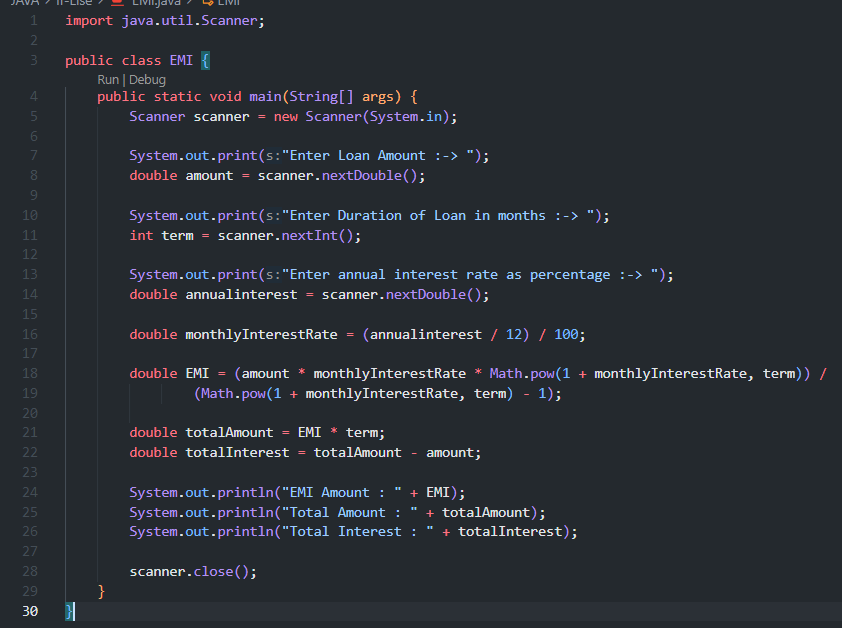 JAVA > If-Else > EMI.java > EMI
1 import java.util.Scanner;
2
3 public class EMI {
Run | Debug
4 public static void main(String[] args) {
5 Scanner scanner = new Scanner(System.in);
6
7 System.out.print(s:"Enter Loan Amount :-> ");
8 double amount = scanner.nextDouble();
9
10 System.out.print(s:"Enter Duration of Loan in months :-> ");
11 int term = scanner.nextInt();
12
13 System.out.print(s:"Enter annual interest rate as percentage :-> ");
14 double annualinterest = scanner.nextDouble();
15
16 double monthlyInterestRate = (annualinterest / 12) / 100;
17
18 double EMI = (amount * monthlyInterestRate * Math.pow(1 + monthlyInterestRate, term)) /
19 (Math.pow(1 + monthlyInterestRate, term) - 1);
20
21 double totalAmount = EMI * term;
22 double totalInterest = totalAmount - amount;
23
24 System.out.println("EMI Amount : " + EMI);
25 System.out.println("Total Amount : " + totalAmount);
26 System.out.println("Total Interest : " + totalInterest);
27
28 scanner.close();
29 }
30 }